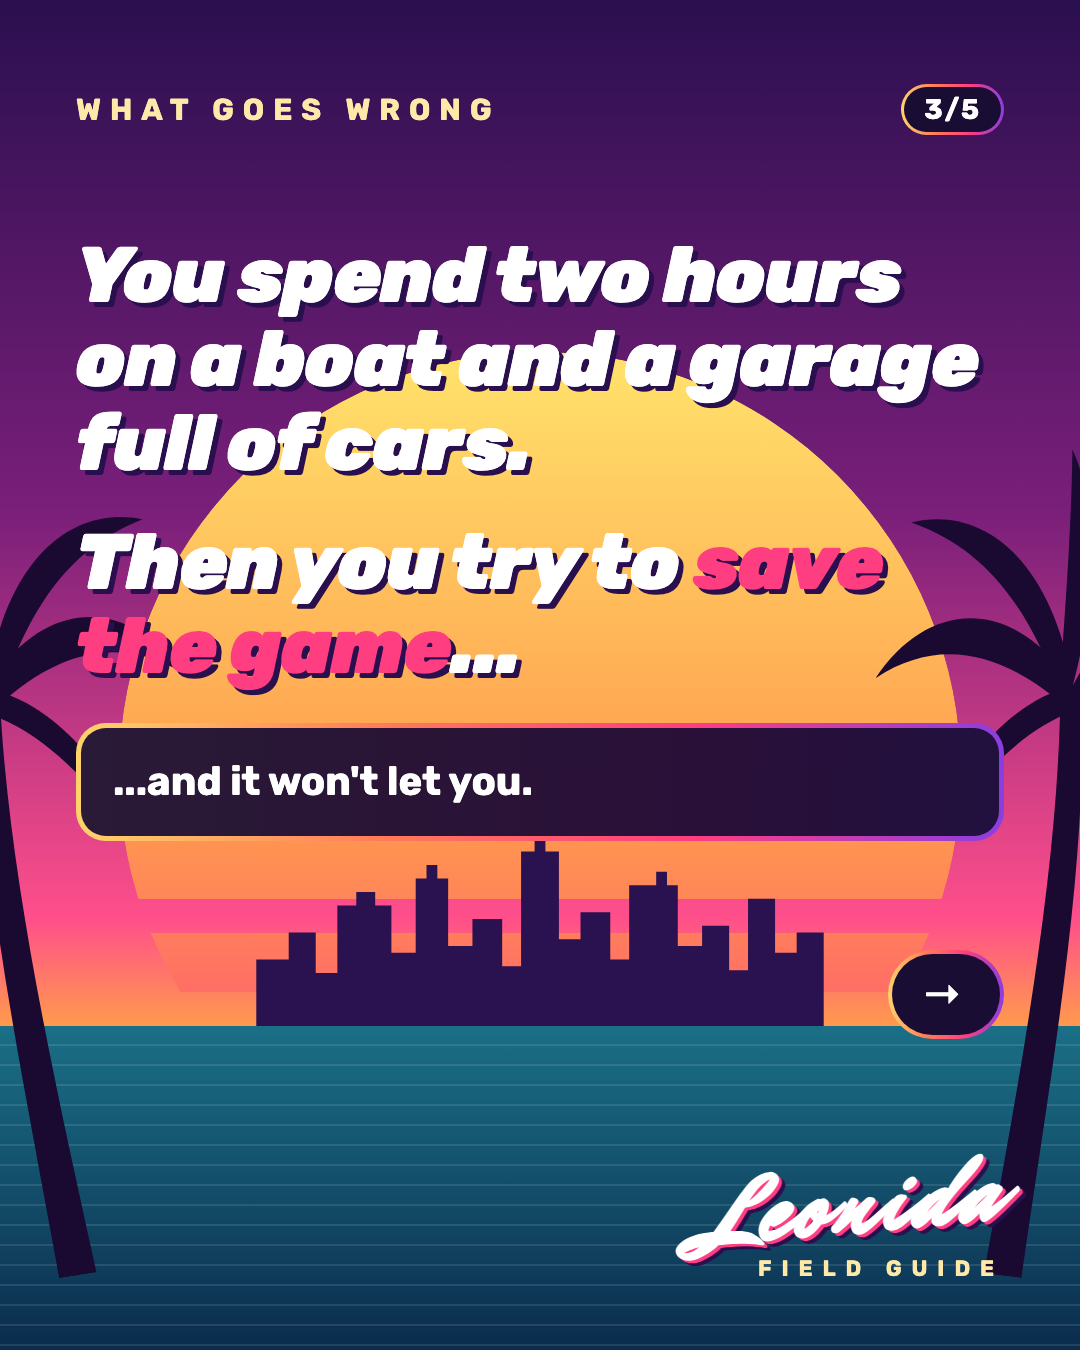 WHAT GOES WRONG
3/5
You spend two hours
on a boat and a garage
full of cars.
Then you try to save
the game...
...and it won't let you.
→
Leonida
FIELD GUIDE